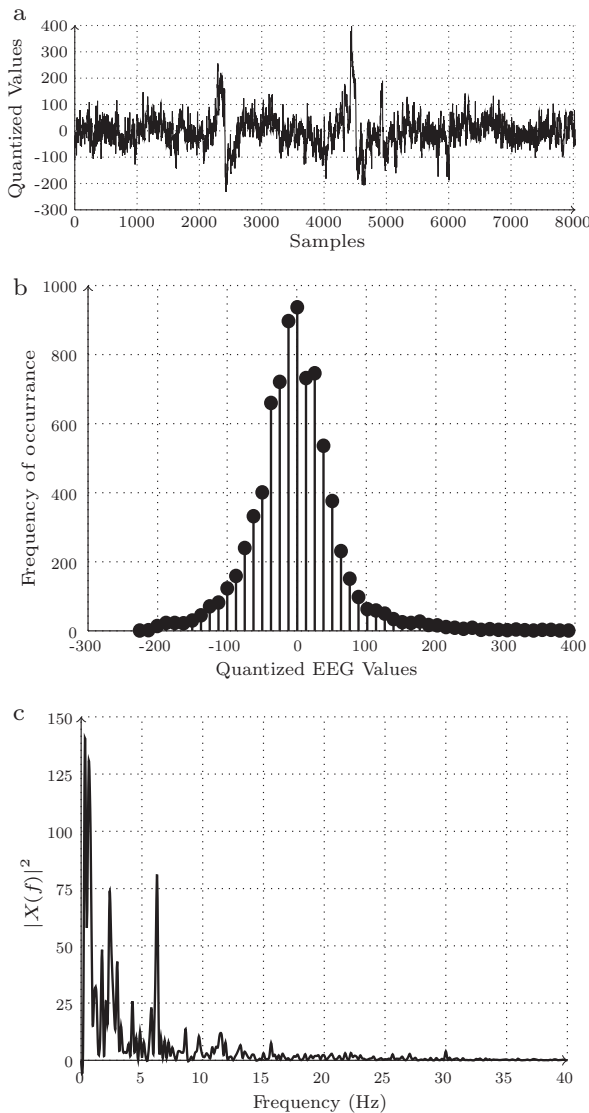 a
Quantized Values
400
300
200
100
0
-100
-200
-300
0 1000 2000 3000 4000 5000 6000 7000 8000
Samples
b
Frequency of occurrance
1000
800
600
400
200
0
-300 -200 -100 0 100 200 300 400
Quantized EEG Values
c
|X(f)|²
150
125
100
75
50
25
0
0 5 10 15 20 25 30 35 40
Frequency (Hz)